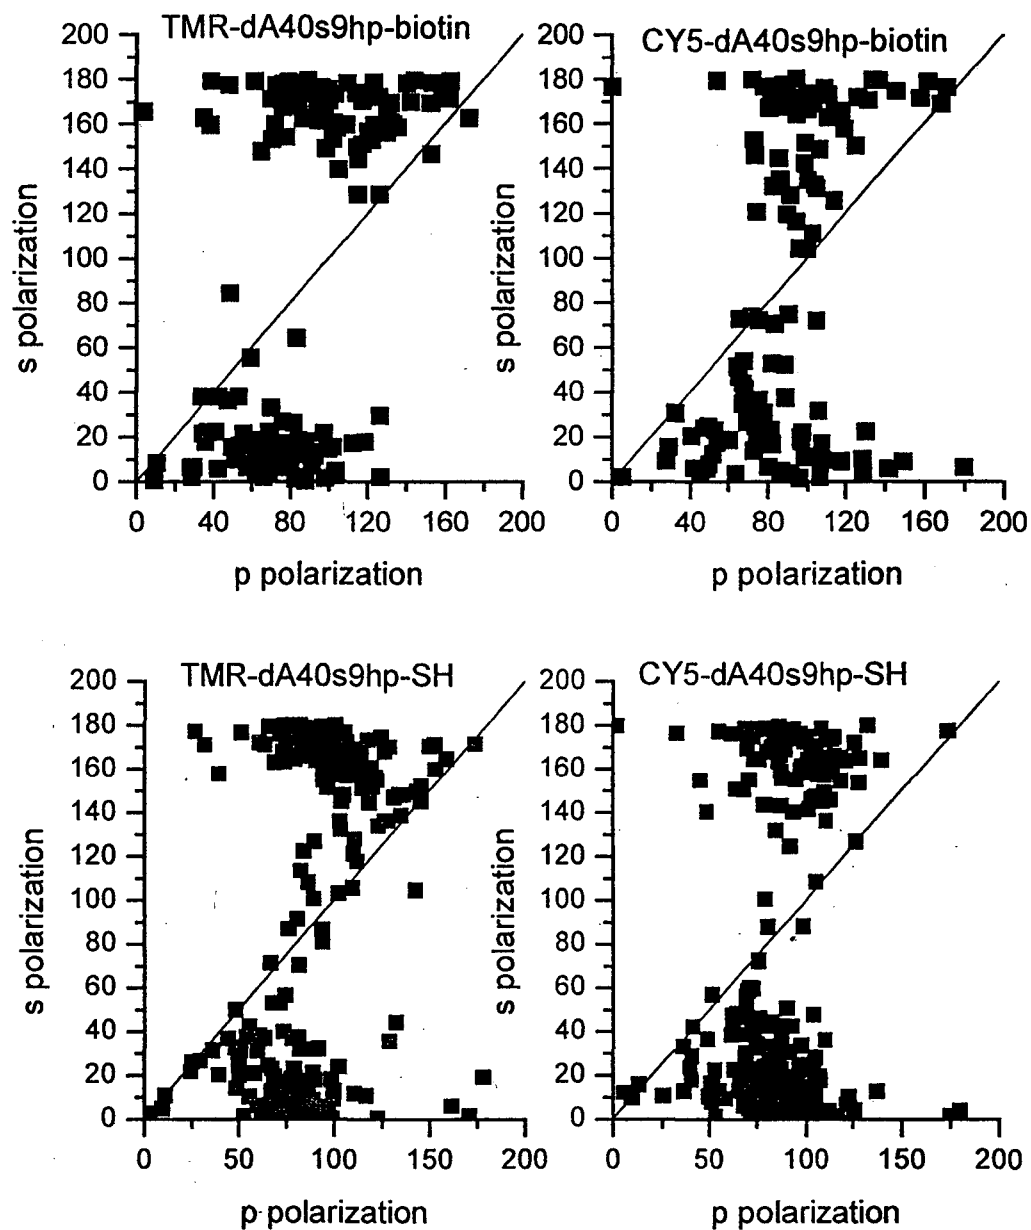 TMR-dA40s9hp-biotin
200
180
160
140
120
100
80
60
40
20
0
s polarization
0 40 80 120 160 200
p polarization
CY5-dA40s9hp-biotin
200
180
160
140
120
100
80
60
40
20
0
s polarization
0 40 80 120 160 200
p polarization
TMR-dA40s9hp-SH
200
180
160
140
120
100
80
60
40
20
0
s polarization
0 50 100 150 200
p polarization
CY5-dA40s9hp-SH
200
180
160
140
120
100
80
60
40
20
0
s polarization
0 50 100 150 200
p polarization